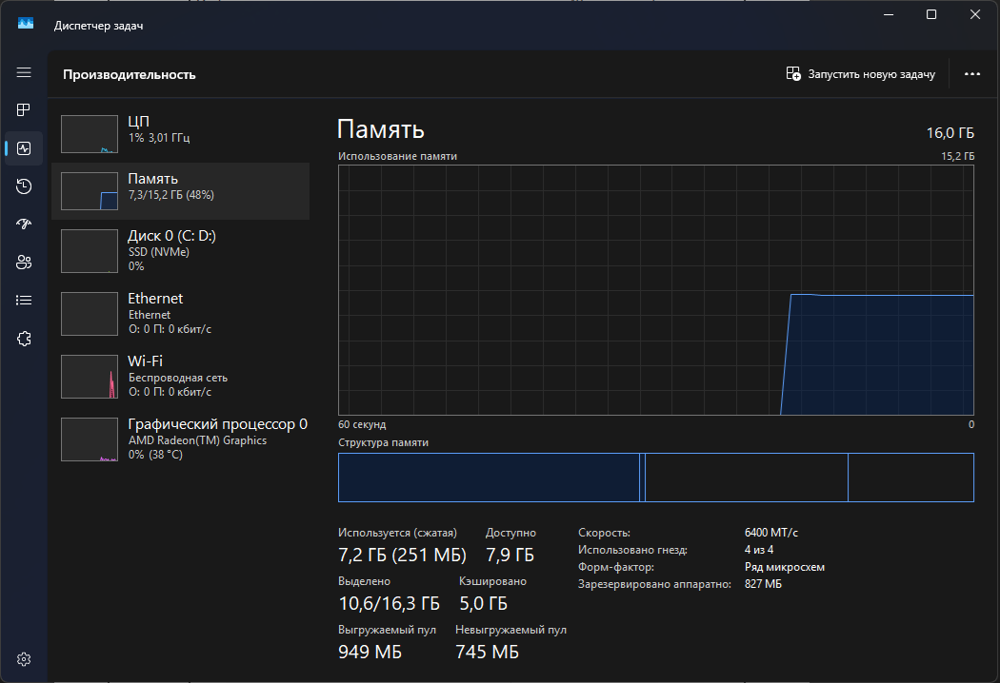 Диспетчер задач
Производительность
Запустить новую задачу
ЦП
1% 3,01 ГГц
Память
7,3/15,2 ГБ (48%)
Диск 0 (C: D:)
SSD (NVMe)
0%
Ethernet
Ethernet
О: 0 П: 0 кбит/с
Wi-Fi
Беспроводная сеть
О: 0 П: 0 кбит/с
Графический процессор 0
AMD Radeon(TM) Graphics
0% (38 °C)
Память
16,0 ГБ
Использование памяти
15,2 ГБ
60 секунд
0
Структура памяти
Используется (сжатая)
7,2 ГБ (251 МБ)
Доступно
7,9 ГБ
Выделено
10,6/16,3 ГБ
Кэшировано
5,0 ГБ
Выгружаемый пул
949 МБ
Невыгружаемый пул
745 МБ
Скорость: 6400 МТ/с
Использовано гнезд: 4 из 4
Форм-фактор: Ряд микросхем
Зарезервировано аппаратно: 827 МБ